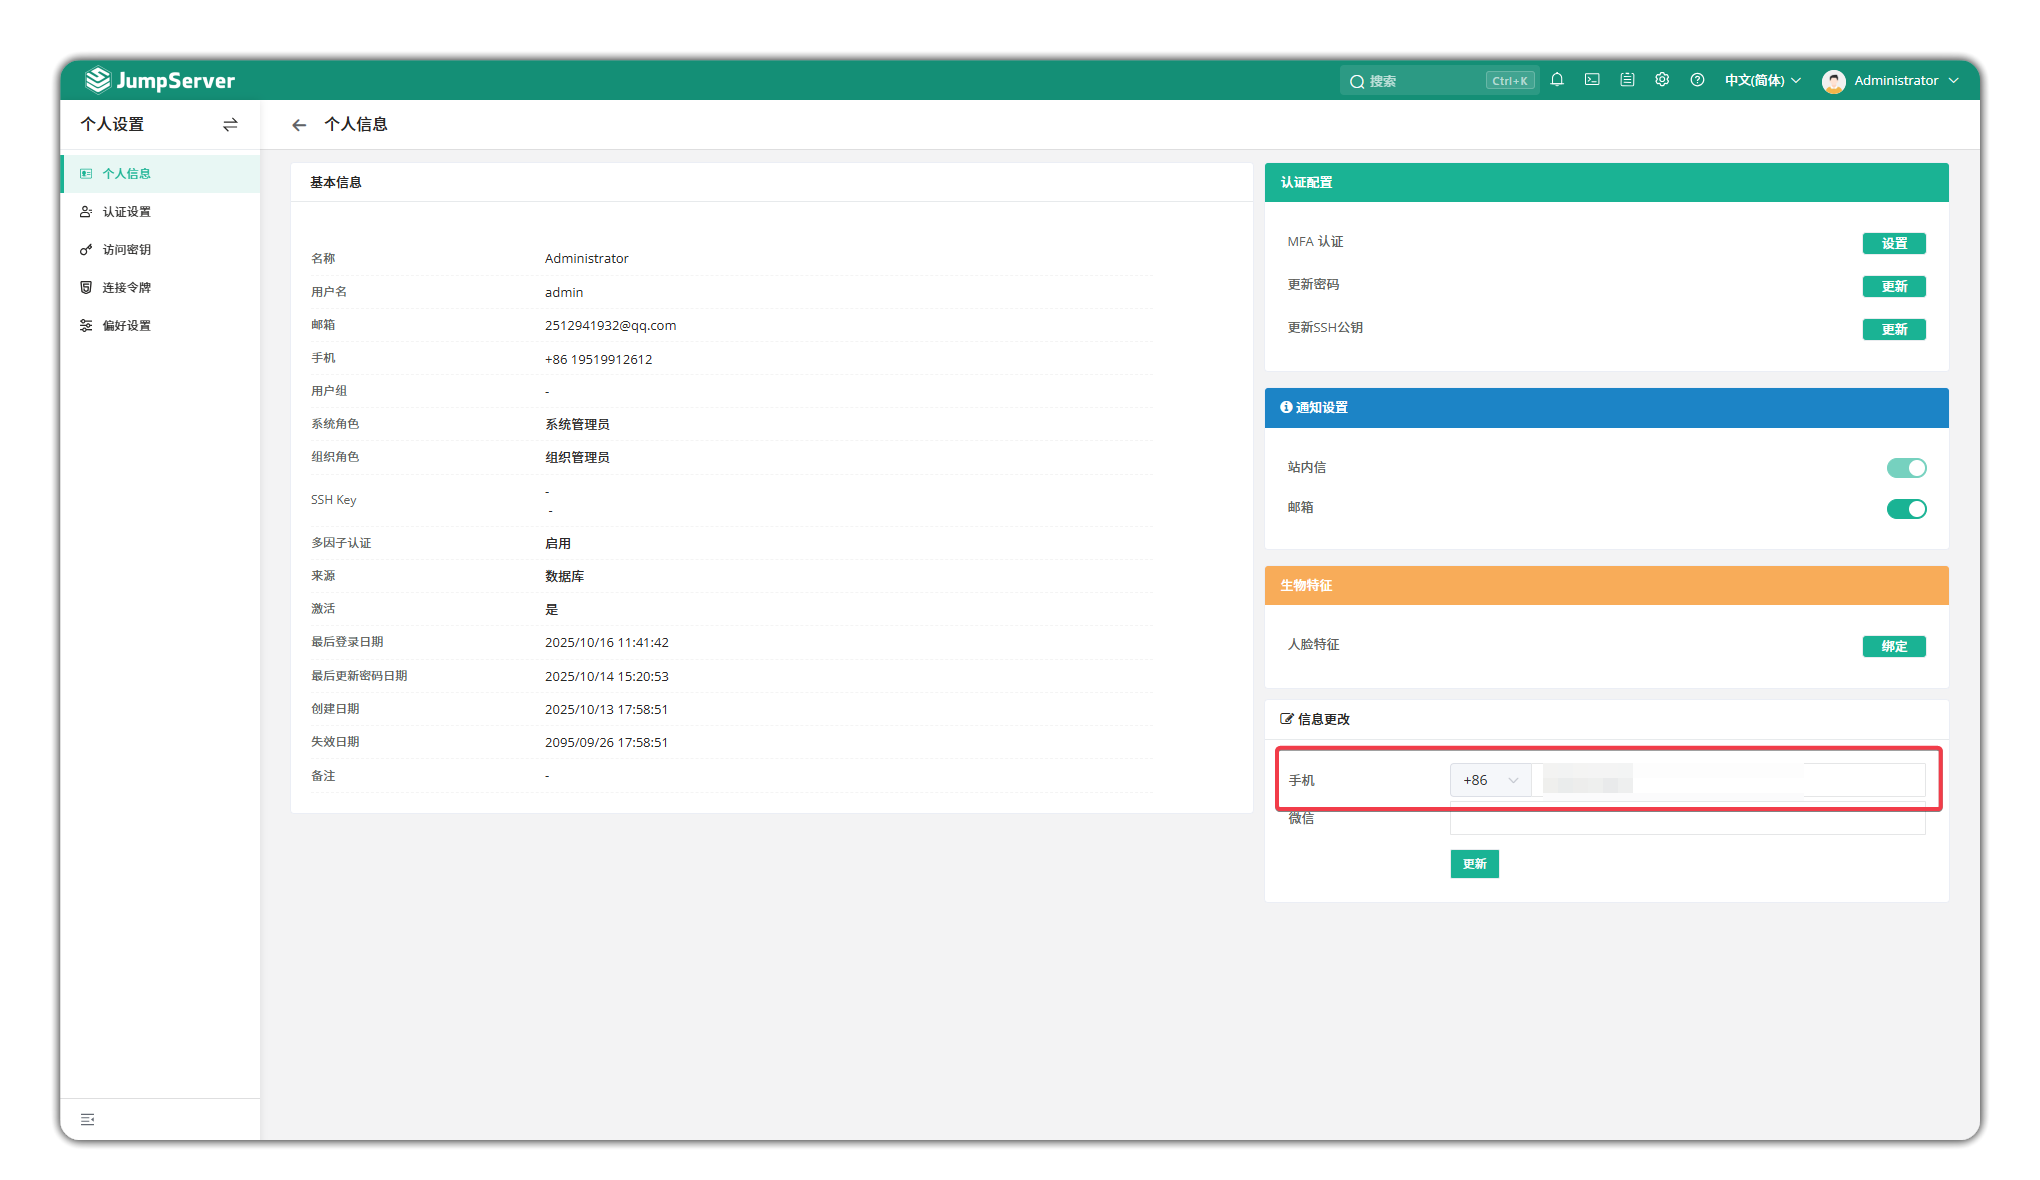 JumpServer
搜索
Ctrl+K
中文(简体)
Administrator
个人设置
个人信息
认证设置
访问密钥
连接令牌
偏好设置
个人信息
基本信息
名称 Administrator
用户名 admin
邮箱 2512941932@qq.com
手机 +86 19519912612
用户组 -
系统角色 系统管理员
组织角色 组织管理员
SSH Key -
-
多因子认证 启用
来源 数据库
激活 是
最后登录日期 2025/10/16 11:41:42
最后更新密码日期 2025/10/14 15:20:53
创建日期 2025/10/13 17:58:51
失效日期 2095/09/26 17:58:51
备注 -
认证配置
MFA 认证 设置
更新密码 更新
更新SSH公钥 更新
通知设置
站内信
邮箱
生物特征
人脸特征 绑定
信息更改
手机 +86
微信
更新